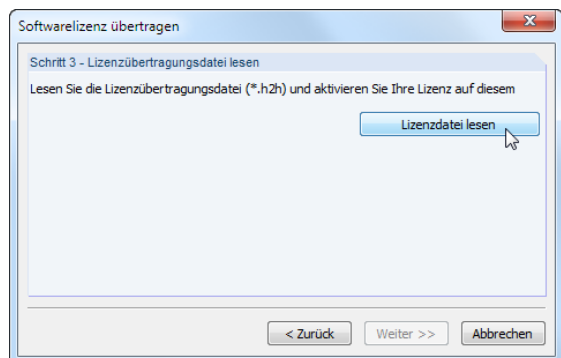 Softwarelizenz übertragen
Schritt 3 - Lizenzübertragungsdatei lesen
Lesen Sie die Lizenzübertragungsdatei (*.h2h) und aktivieren Sie Ihre Lizenz auf diesem
Lizenzdatei lesen
< Zurück
Weiter >>
Abbrechen